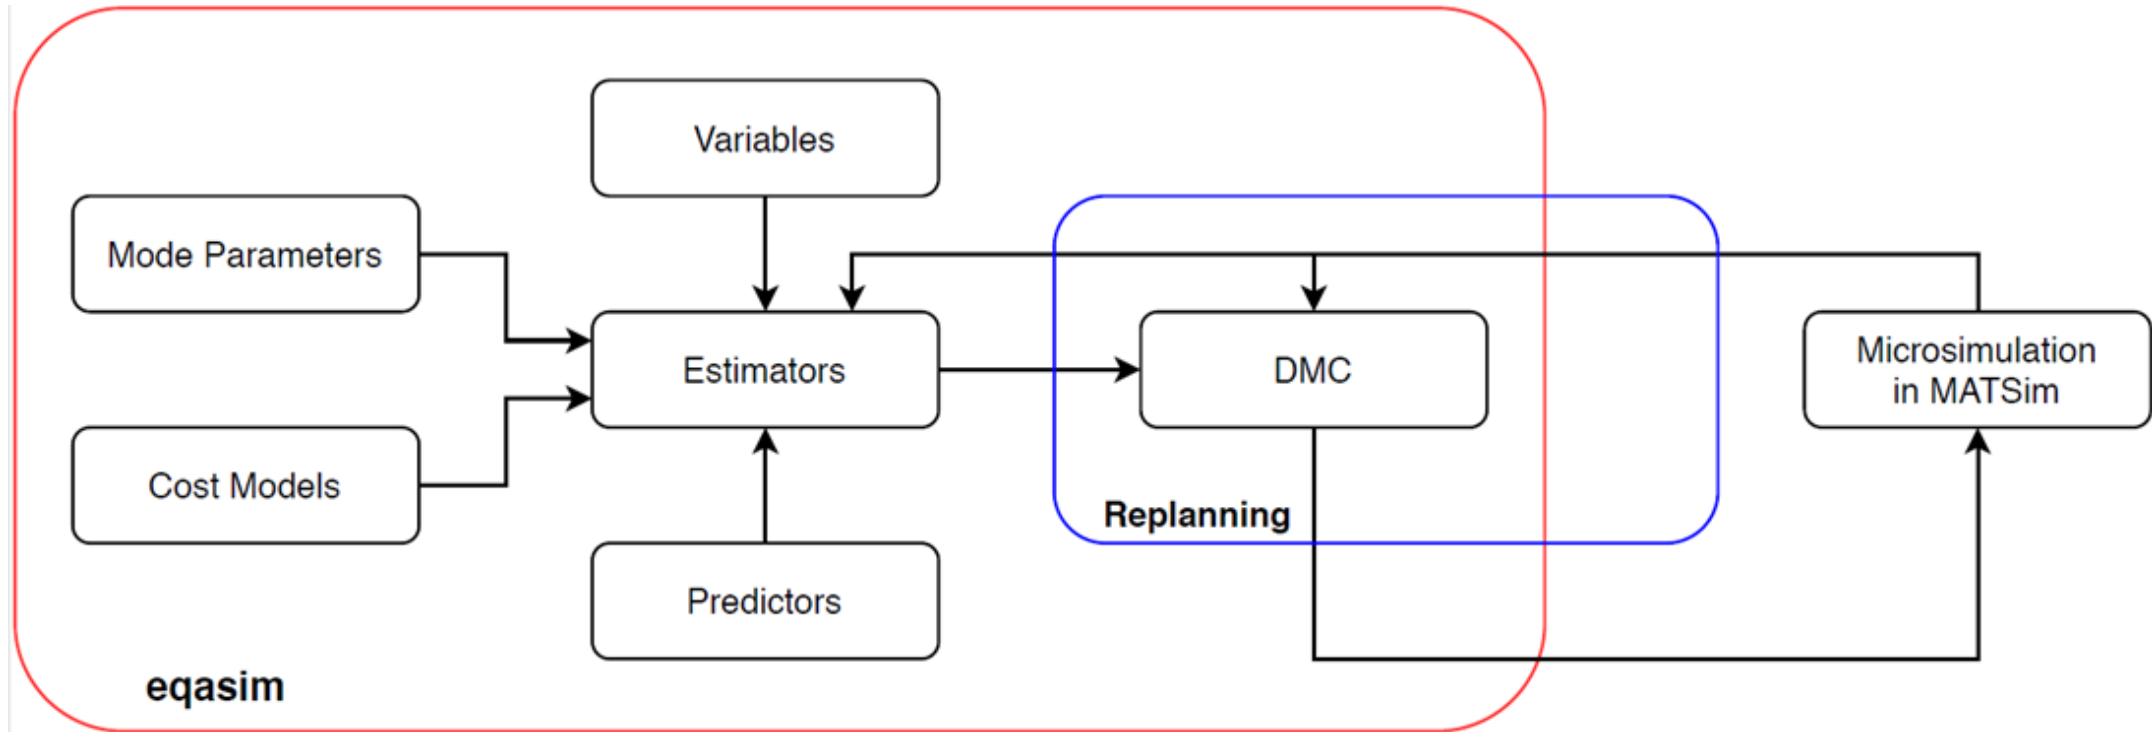 Variables
Mode Parameters
Estimators
DMC
Microsimulation
in MATSim
Cost Models
Replanning
Predictors
eqasim